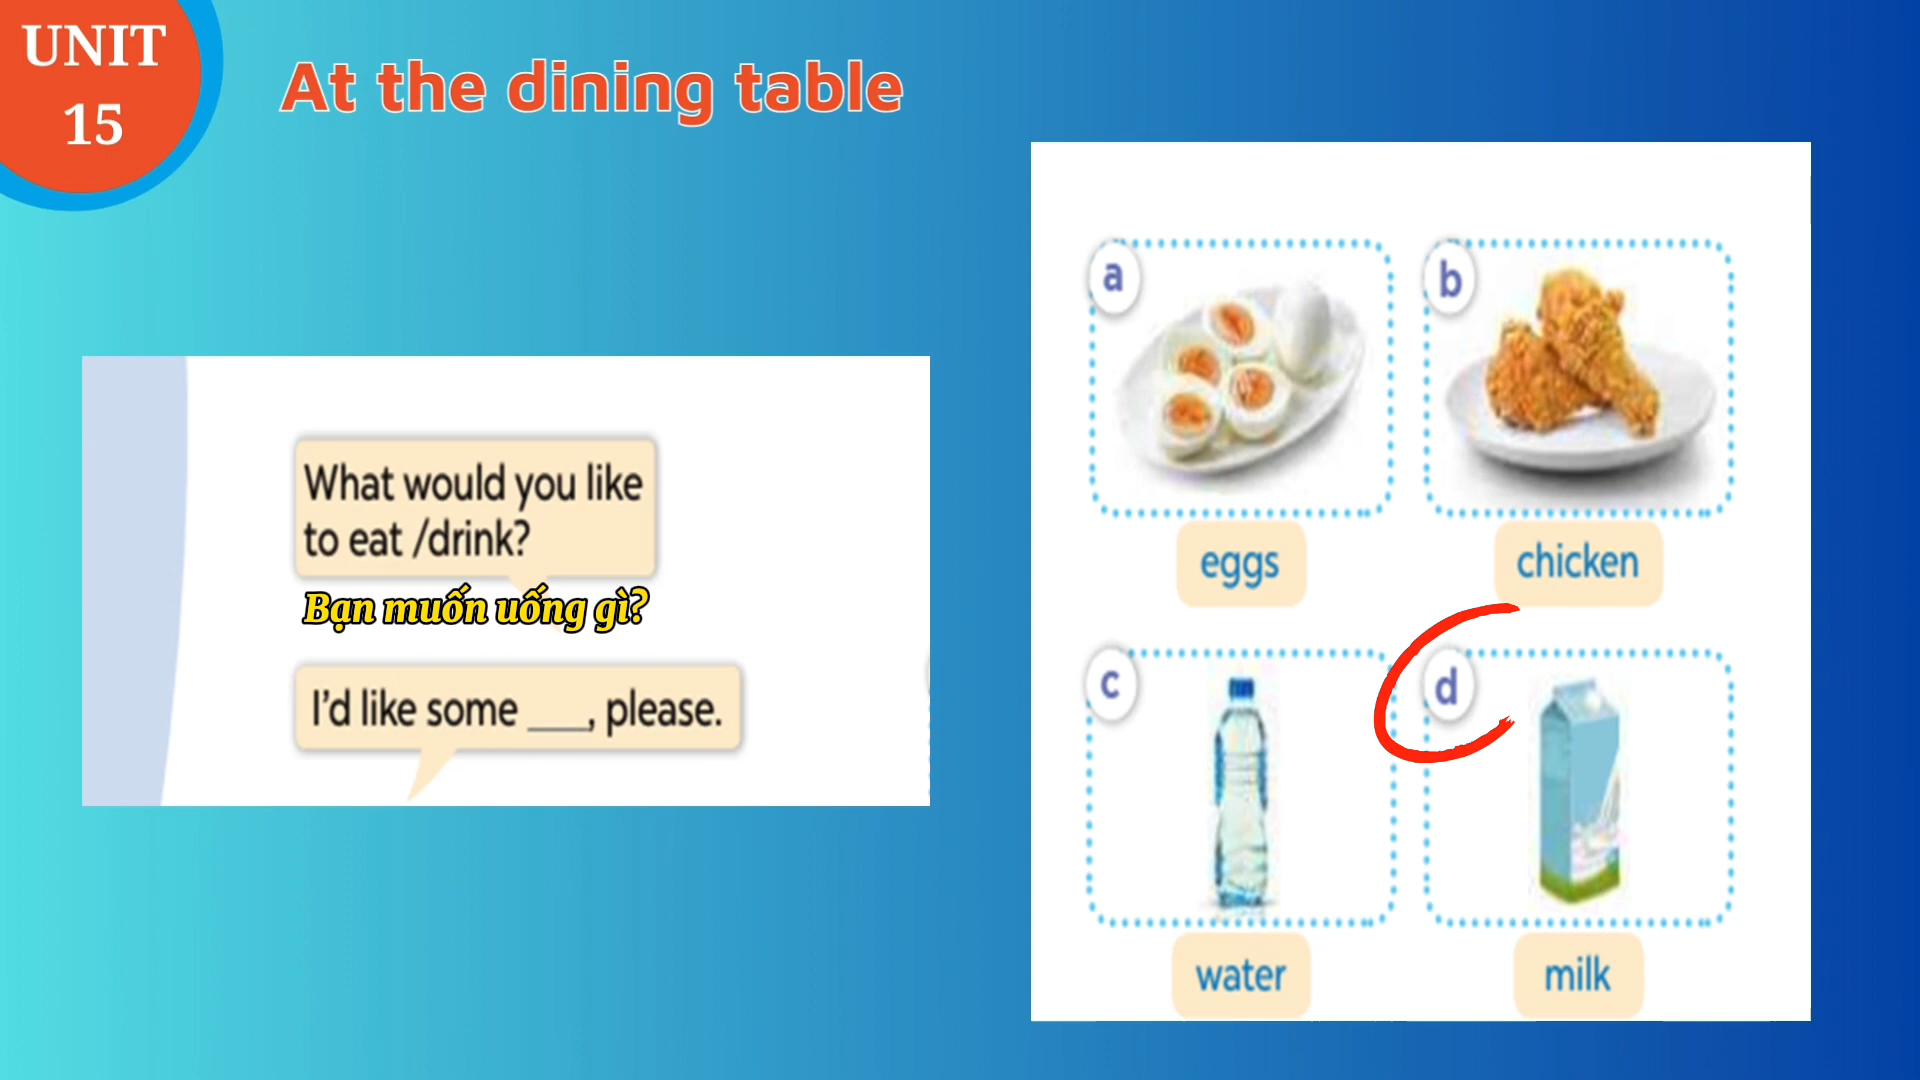 UNIT
15
At the dining table
What would you like
to eat /drink?
Bạn muốn uống gì?
I'd like some ___, please.
a
b
eggs
chicken
c
d
water
milk